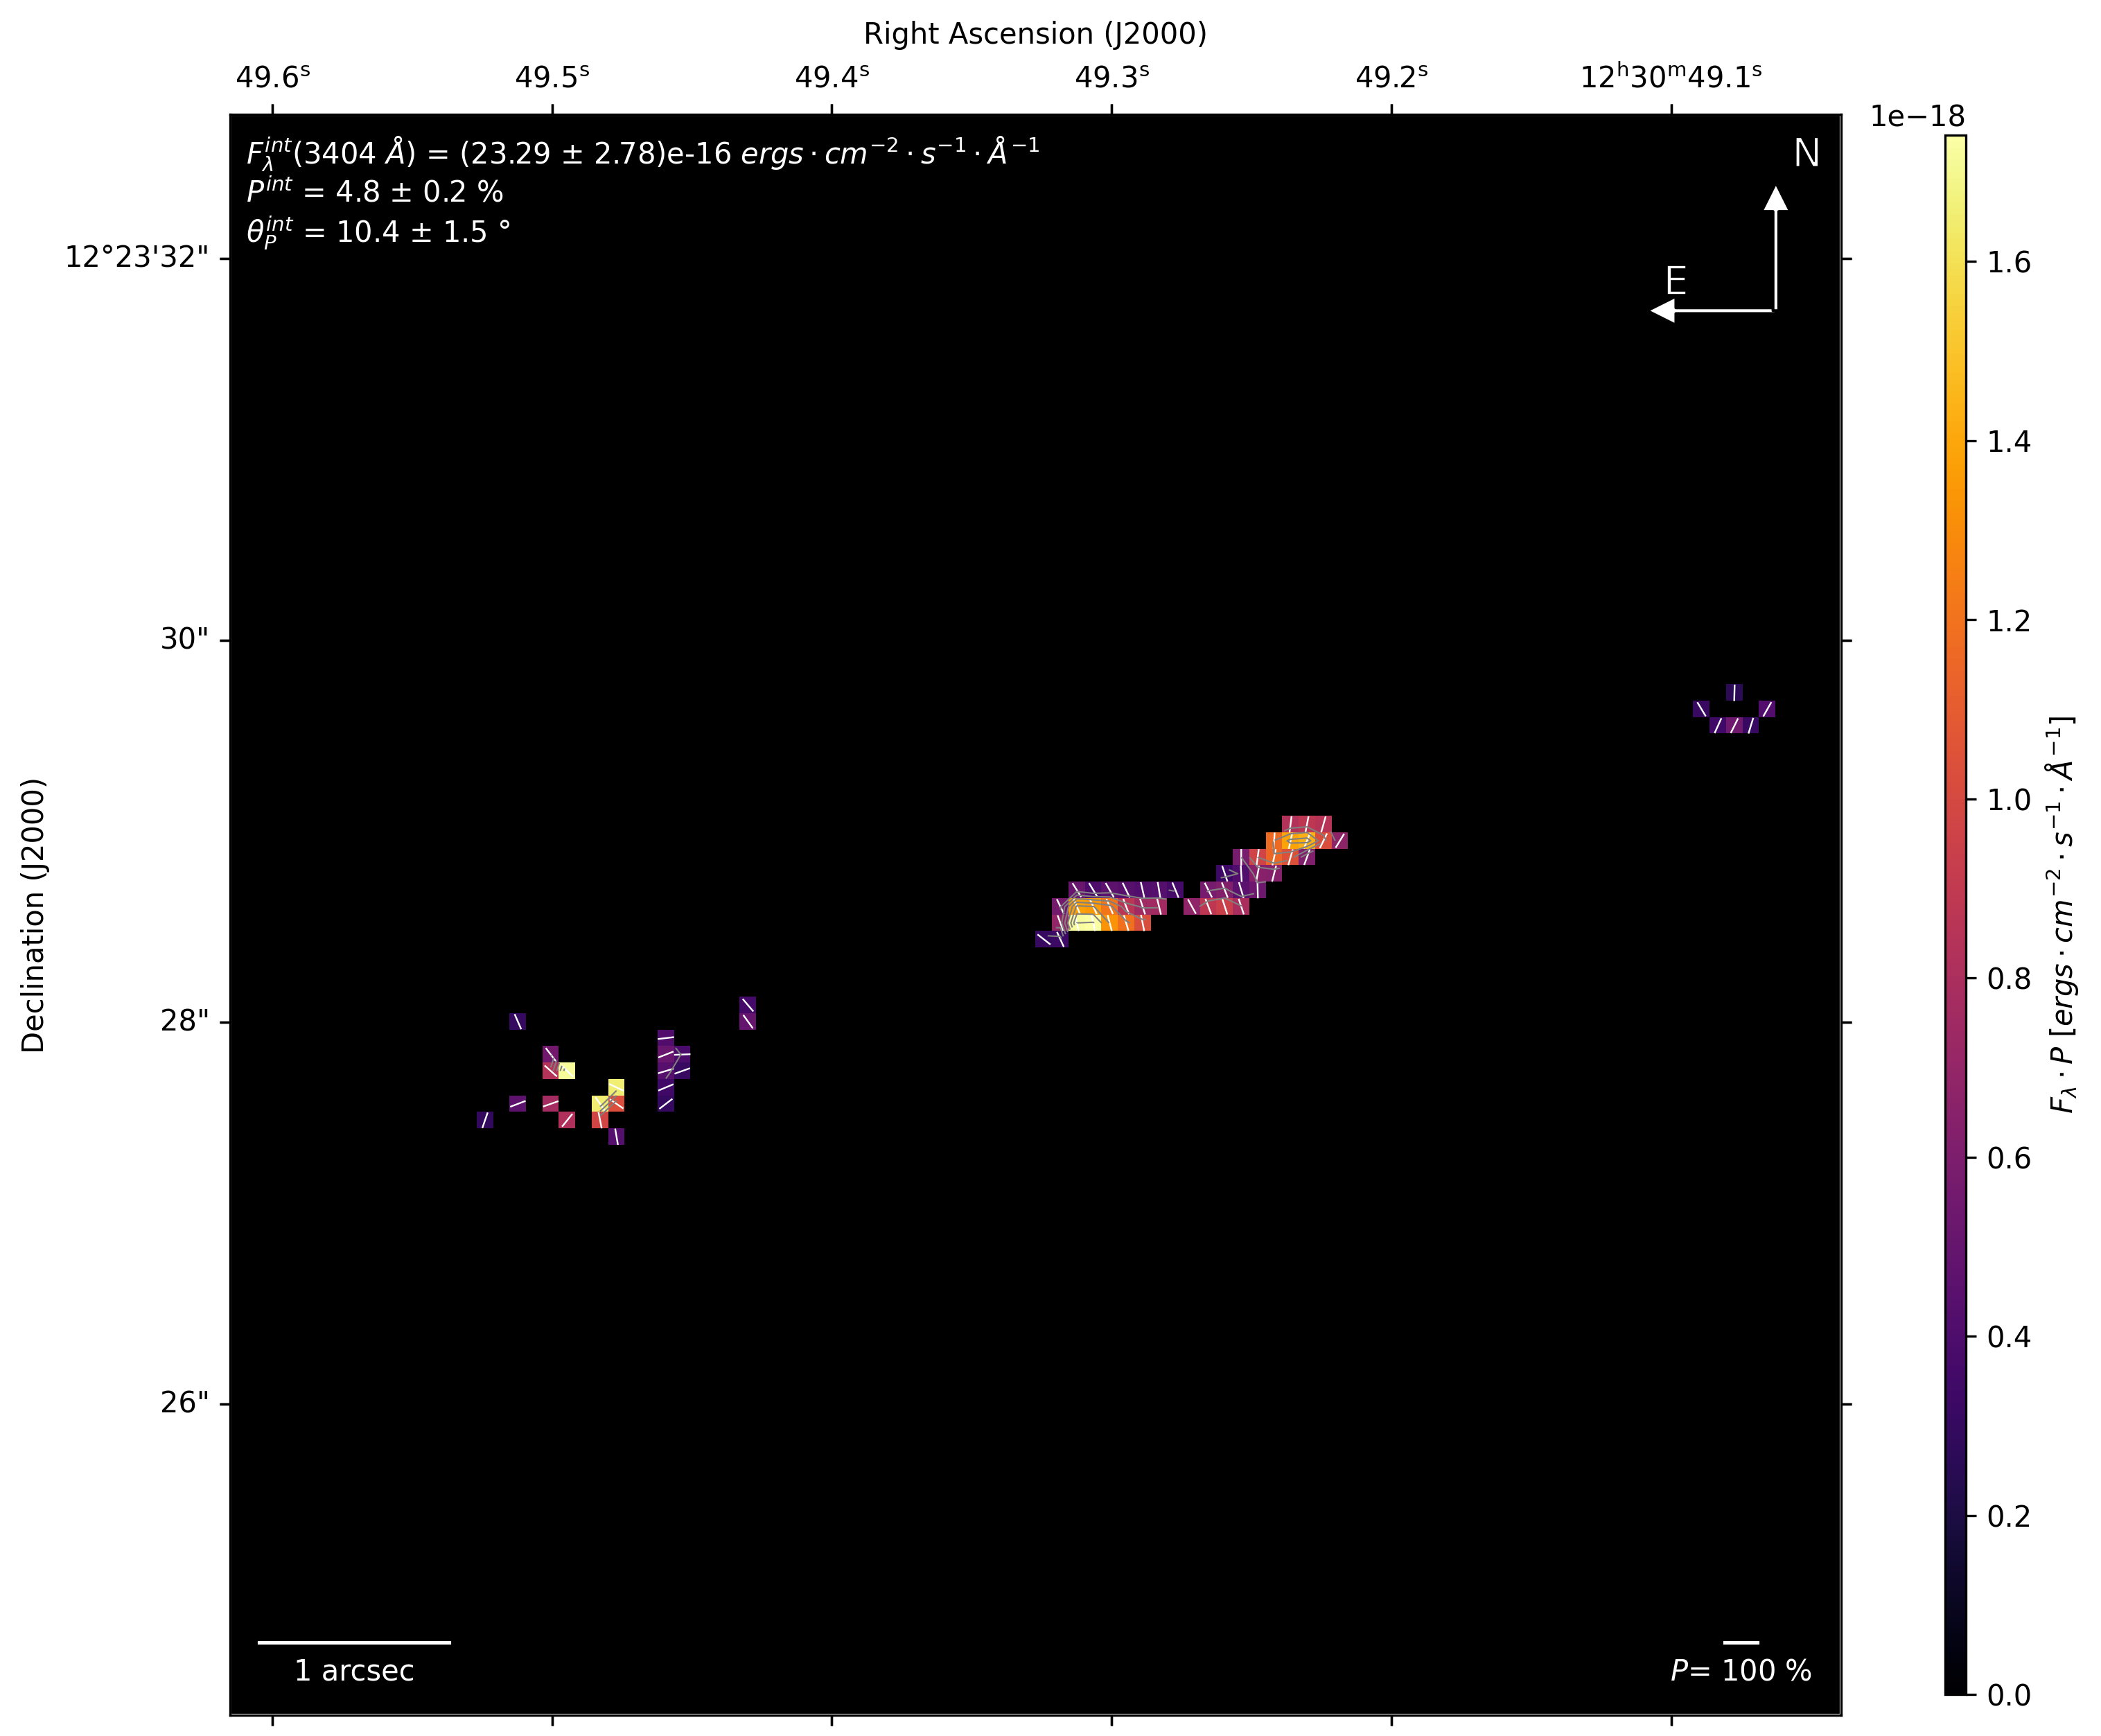 Right Ascension (J2000)
49.6ˢ 49.5ˢ 49.4ˢ 49.3ˢ 49.2ˢ 12ʰ30ᵐ49.1ˢ
1e−18
F_λ^int(3404 Å) = (23.29 ± 2.78)e-16 ergs · cm⁻² · s⁻¹ · Å⁻¹
P^int = 4.8 ± 0.2 %
θ_P^int = 10.4 ± 1.5 °
N
E
12°23'32"
30"
28"
26"
Declination (J2000)
1 arcsec
P= 100 %
1.6
1.4
1.2
1.0
0.8
0.6
0.4
0.2
0.0
F_λ · P [ergs · cm⁻² · s⁻¹ · Å⁻¹]